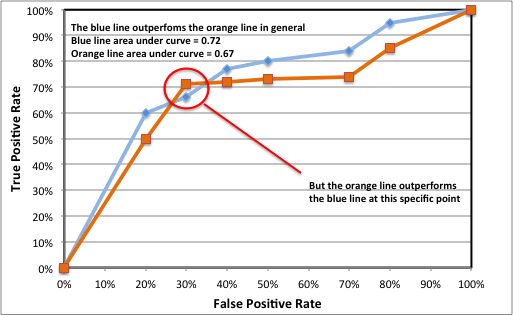 The blue line outperfoms the orange line in general
Blue line area under curve = 0.72
Orange line area under curve = 0.67
100%
90%
80%
70%
60%
50%
40%
30%
20%
10%
0%
True Positive Rate
But the orange line outperforms
the blue line at this specific point
0% 10% 20% 30% 40% 50% 60% 70% 80% 90% 100%
False Positive Rate